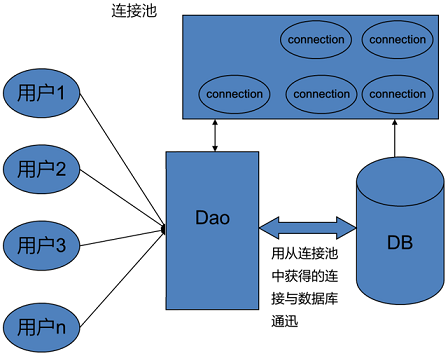 连接池
connection
connection
connection
connection
connection
用户1
用户2
用户3
用户n
Dao
DB
用从连接池
中获得的连
接与数据库
通迅